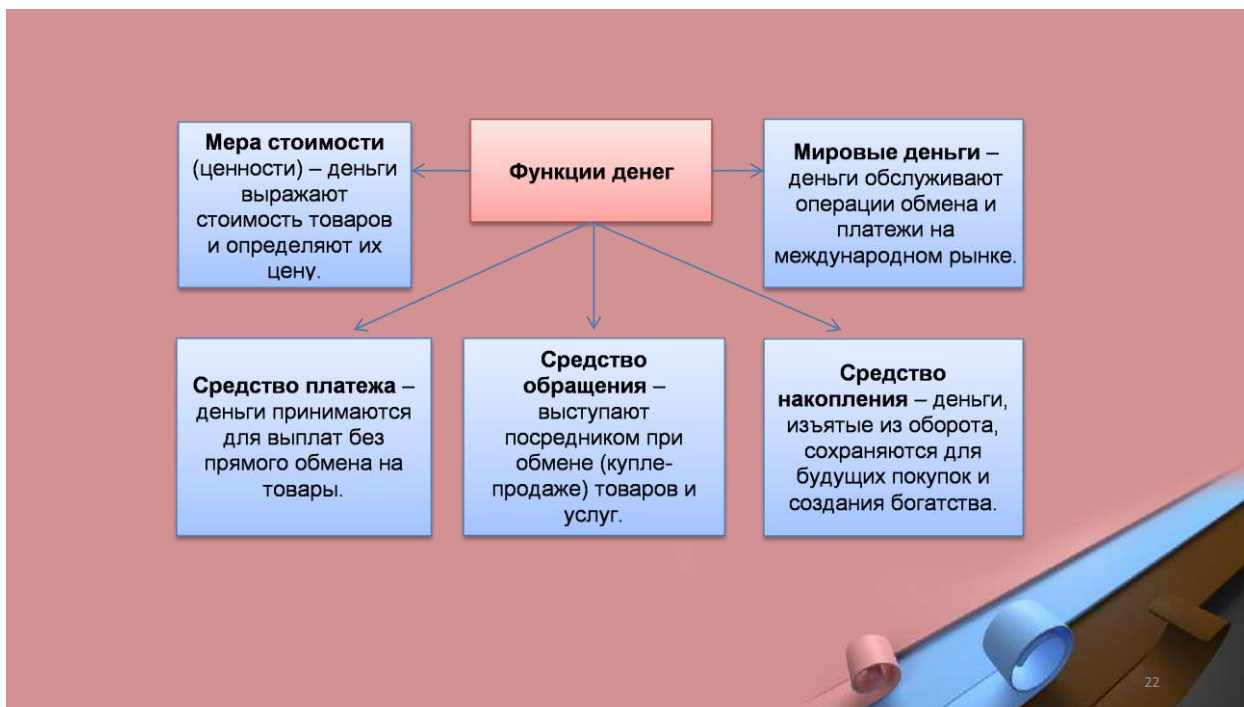 Мера стоимости
(ценности) – деньги
выражают
стоимость товаров
и определяют их
цену.
Функции денег
Мировые деньги –
деньги обслуживают
операции обмена и
платежи на
международном рынке.
Средство платежа –
деньги принимаются
для выплат без
прямого обмена на
товары.
Средство
обращения –
выступают
посредником при
обмене (купле-
продаже) товаров и
услуг.
Средство
накопления – деньги,
изъятые из оборота,
сохраняются для
будущих покупок и
создания богатства.
22